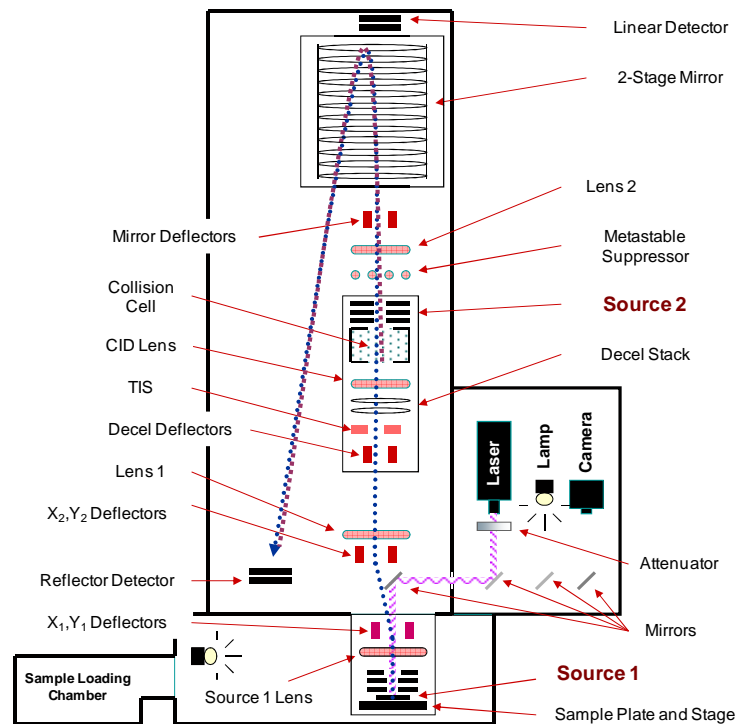 Linear Detector
2-Stage Mirror
Lens 2
Mirror Deflectors
Metastable
Suppressor
Collision
Cell
Source 2
CID Lens
Decel Stack
TIS
Decel Deflectors
Laser
Lamp
Camera
Lens 1
X2,Y2 Deflectors
Attenuator
Reflector Detector
X1,Y1 Deflectors
Mirrors
Sample Loading
Chamber
Source 1 Lens
Source 1
Sample Plate and Stage